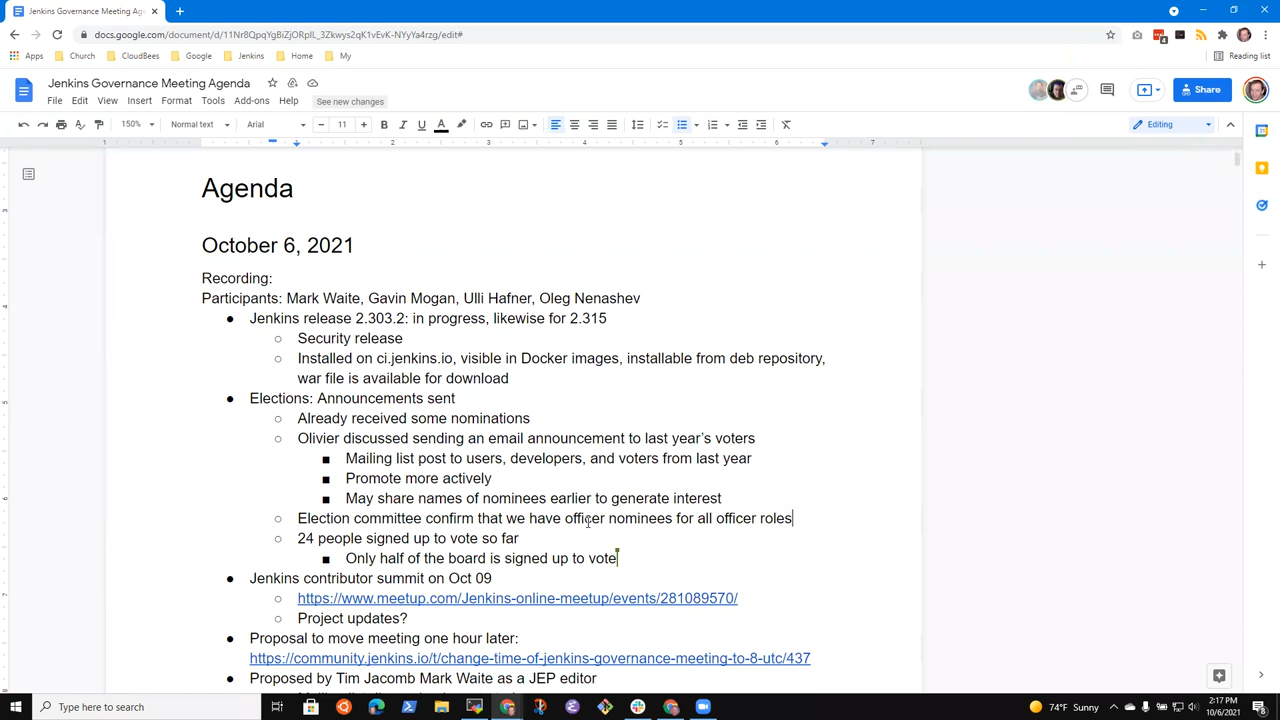 Jenkins Governance Meeting Ag
docs.google.com/document/d/11Nr8QpqYgBiZjORpIL_3Zkwys2qK1vEvK-NYyYa4rzg/edit#
Apps Church CloudBees Google Jenkins Home My Reading list
Jenkins Governance Meeting Agenda
File Edit View Insert Format Tools Add-ons Help See new changes
Share
150% Normal text Arial 11 Editing
1 1 2 3 4 5 6 7
Agenda
October 6, 2021
Recording:
Participants: Mark Waite, Gavin Mogan, Ulli Hafner, Oleg Nenashev
Jenkins release 2.303.2: in progress, likewise for 2.315
Security release
Installed on ci.jenkins.io, visible in Docker images, installable from deb repository,
war file is available for download
Elections: Announcements sent
Already received some nominations
Olivier discussed sending an email announcement to last year's voters
Mailing list post to users, developers, and voters from last year
Promote more actively
May share names of nominees earlier to generate interest
Election committee confirm that we have officer nominees for all officer roles
24 people signed up to vote so far
Only half of the board is signed up to vote
Jenkins contributor summit on Oct 09
https://www.meetup.com/Jenkins-online-meetup/events/281089570/
Project updates?
Proposal to move meeting one hour later:
https://community.jenkins.io/t/change-time-of-jenkins-governance-meeting-to-8-utc/437
Proposed by Tim Jacomb Mark Waite as a JEP editor
Type here to search
74°F Sunny
2:17 PM
10/6/2021